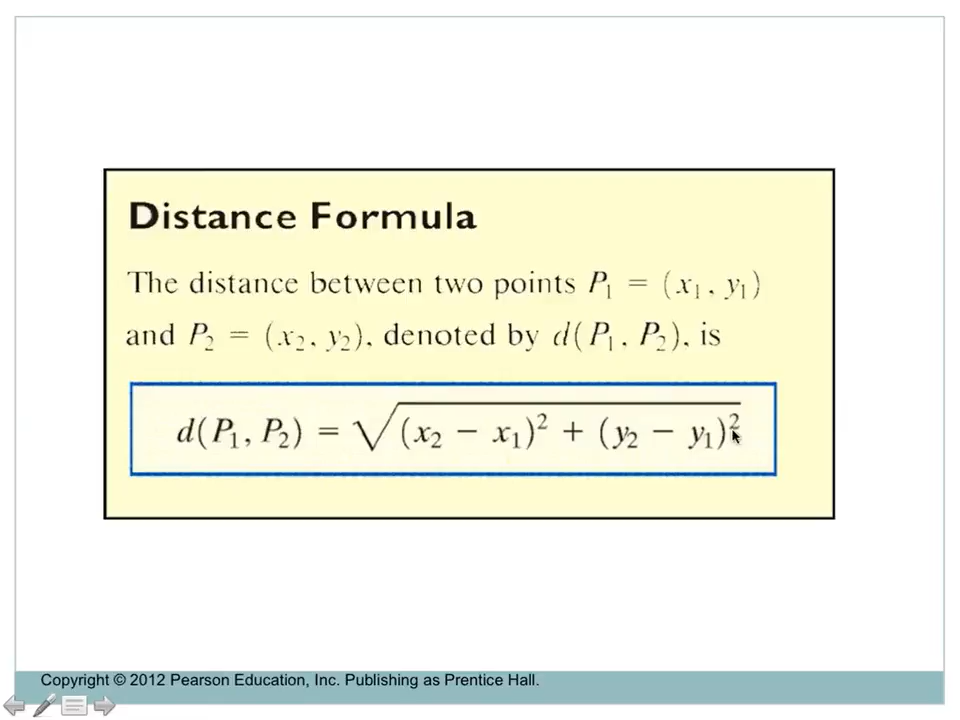 Distance Formula
The distance between two points P₁ = (x₁, y₁)
and P₂ = (x₂, y₂), denoted by d(P₁, P₂), is
d(P₁, P₂) = √(x₂ − x₁)² + (y₂ − y₁)²
Copyright © 2012 Pearson Education, Inc. Publishing as Prentice Hall.